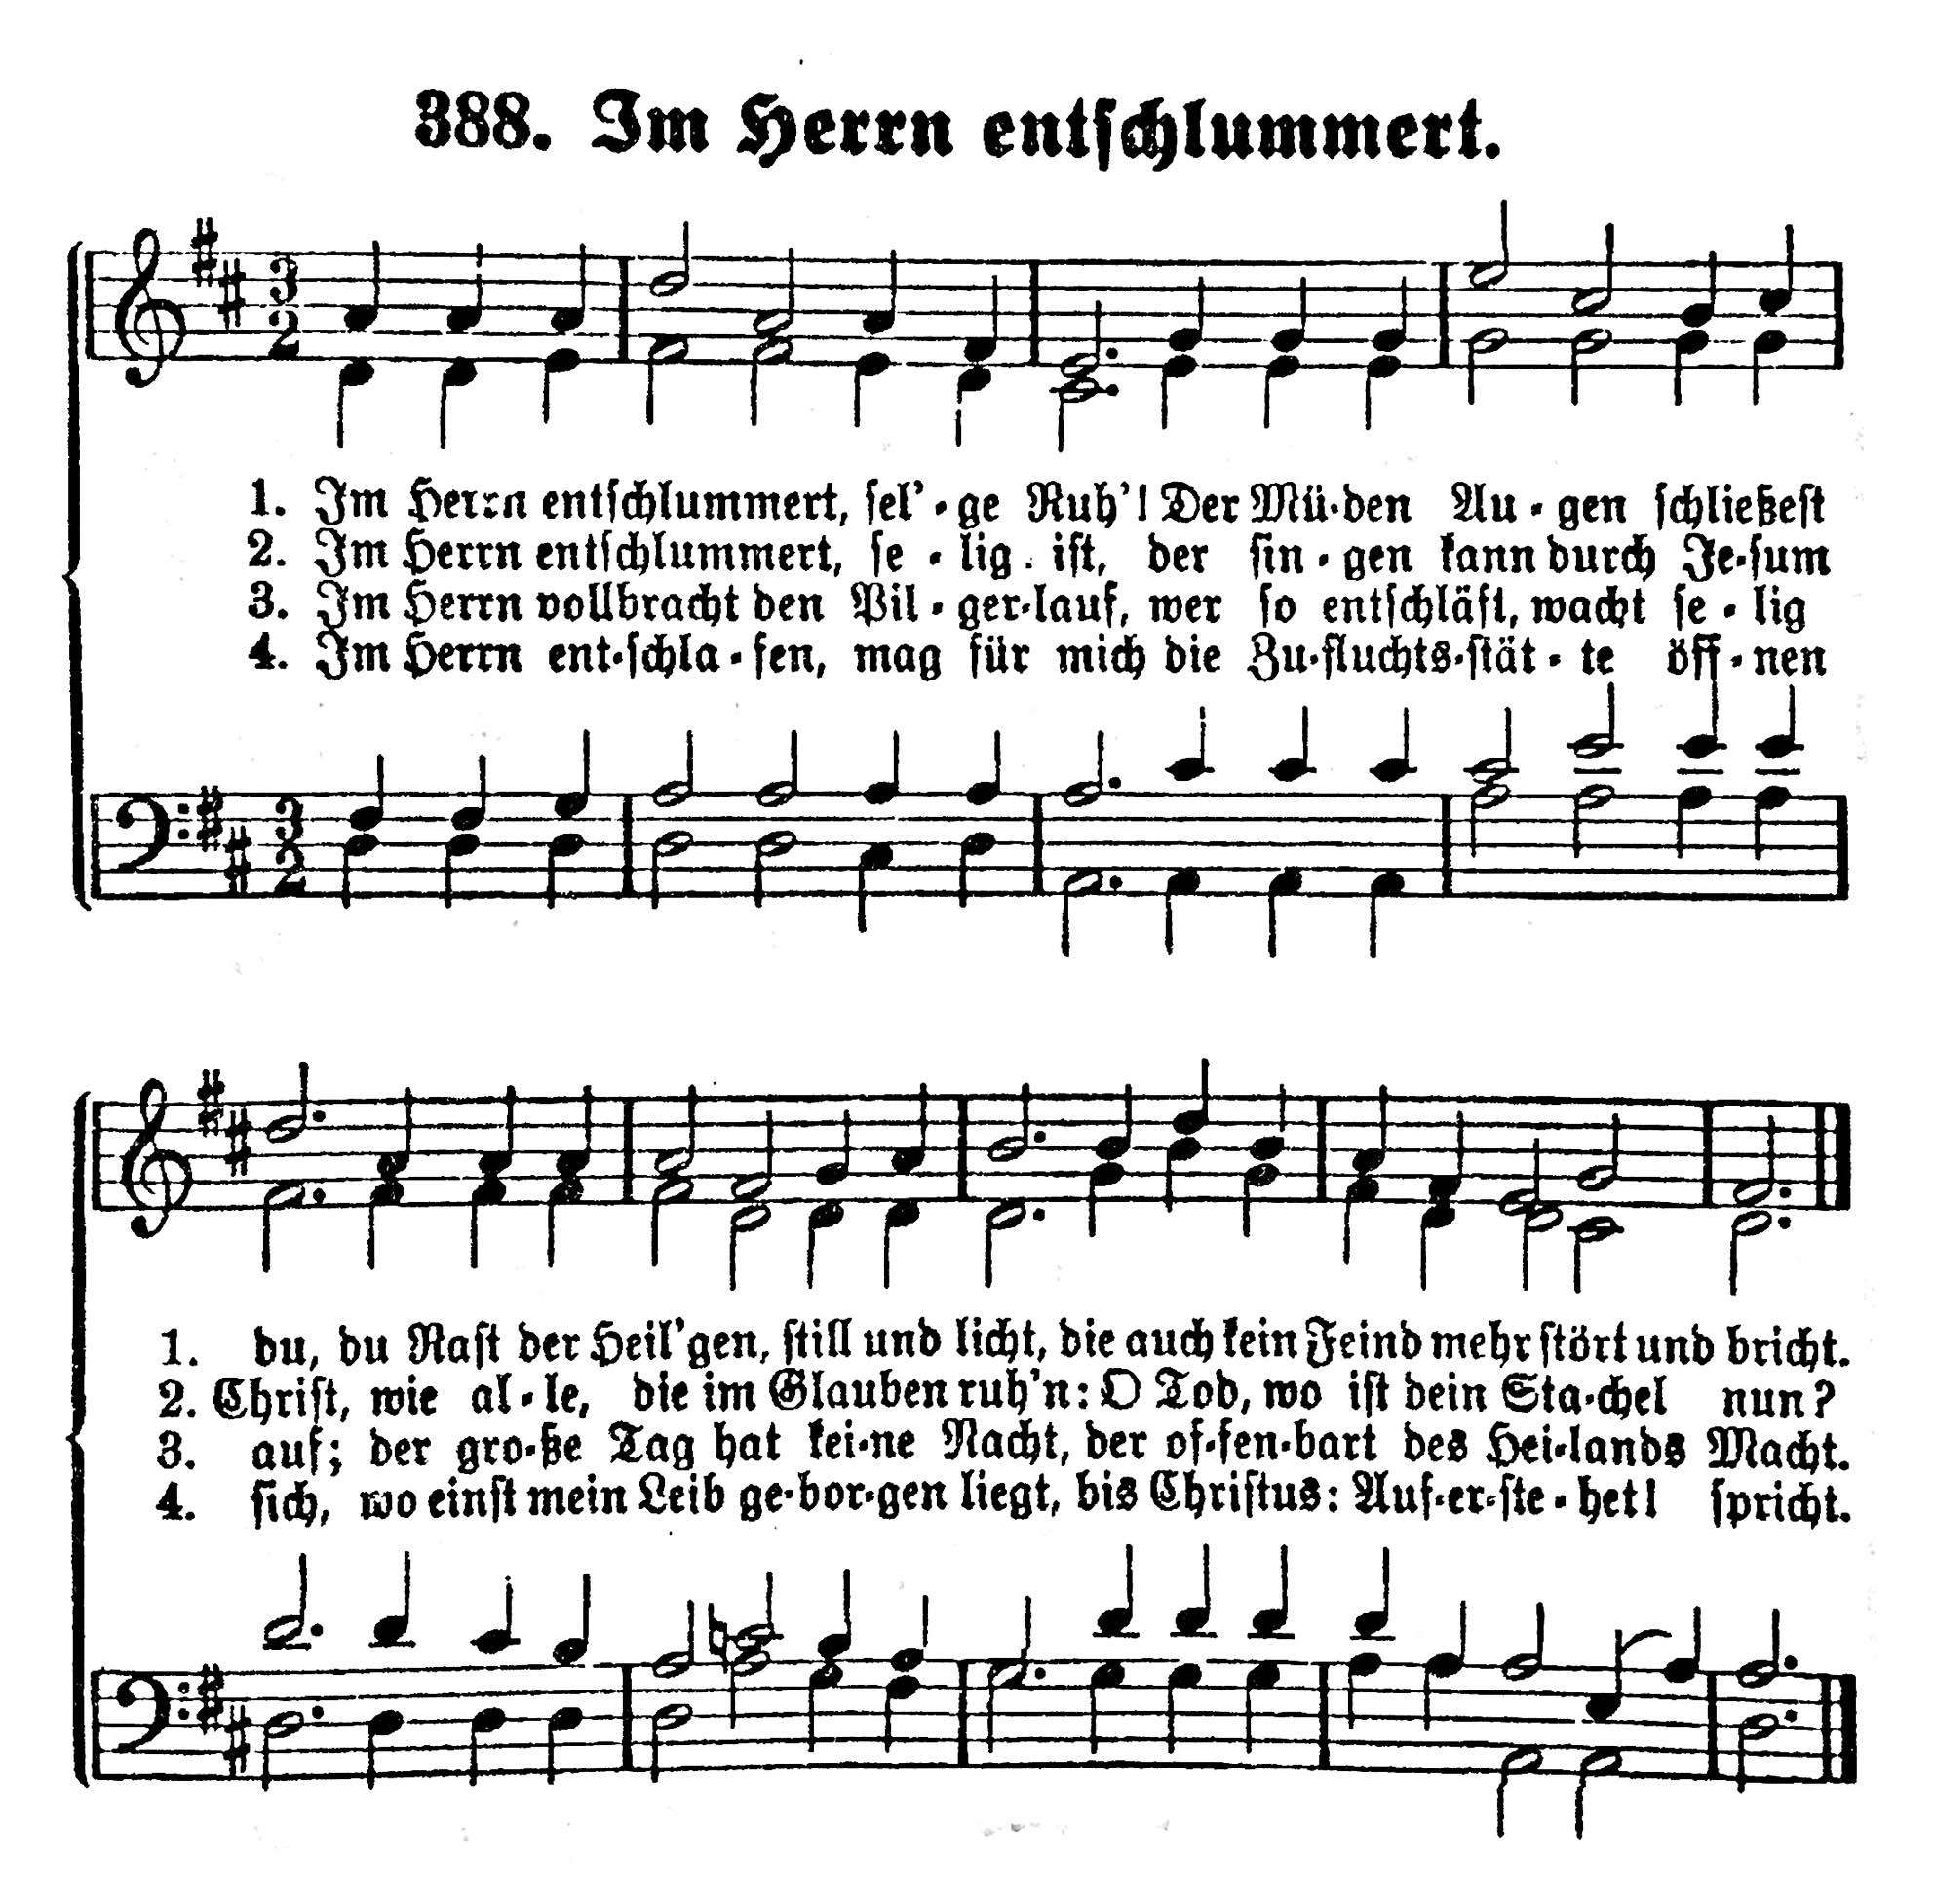 388. Im Herrn entschlummert.
3
2
1. Im Herrn entschlummert, sel'-ge Ruh'! Der Mü-den Au-gen schließest
2. Im Herrn entschlummert, se-lig ist, der sin-gen kann durch Je-sum
3. Im Herrn vollbracht den Pil-ger-lauf, wer so entschläft, wacht se-lig
4. Im Herrn ent-schla-fen, mag für mich die Zu-fluchts-stät-te öff-nen
3
2
1. du, du Rast der Heil'gen, still und licht, die auch kein Feind mehr stört und bricht.
2. Christ, wie al-le, die im Glauben ruh'n: O Tod, wo ist dein Sta-chel nun?
3. auf; der gro-ße Tag hat kei-ne Nacht, der of-fen-bart des Hei-lands Macht.
4. sich, wo einst mein Leib ge-bor-gen liegt, bis Christus: Auf-er-ste-het! spricht.